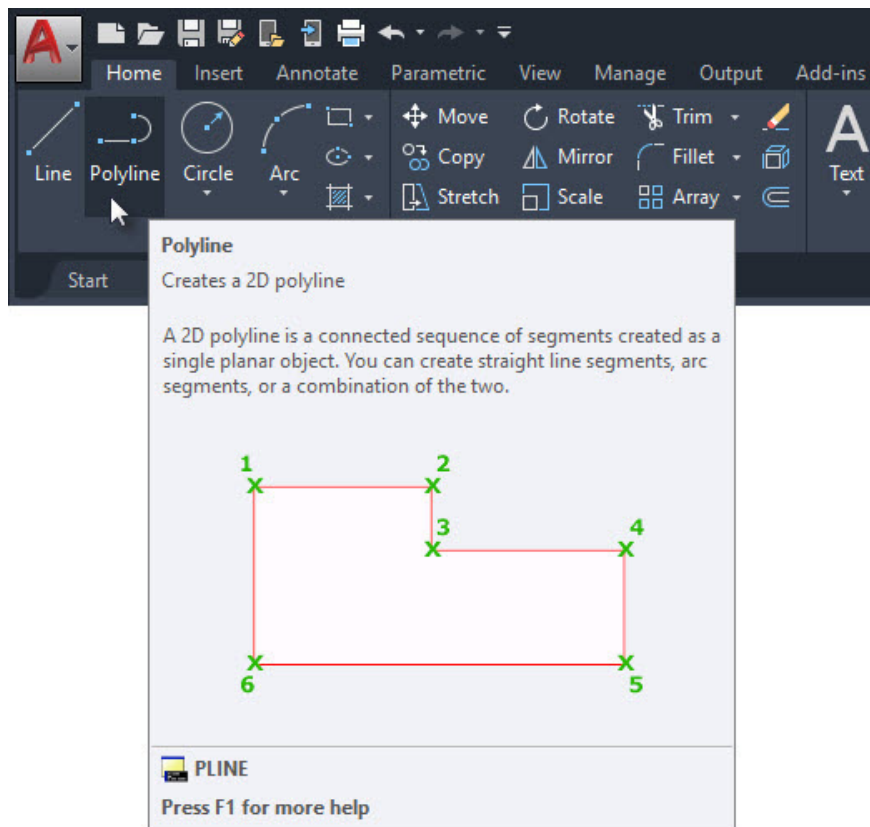 A
Home Insert Annotate Parametric View Manage Output Add-ins
Line Polyline Circle Arc
Move Rotate Trim
Copy Mirror Fillet
Stretch Scale Array
A
Text
Start
Polyline
Creates a 2D polyline
A 2D polyline is a connected sequence of segments created as a
single planar object. You can create straight line segments, arc
segments, or a combination of the two.
1 2
3 4
6 5
PLINE
Press F1 for more help